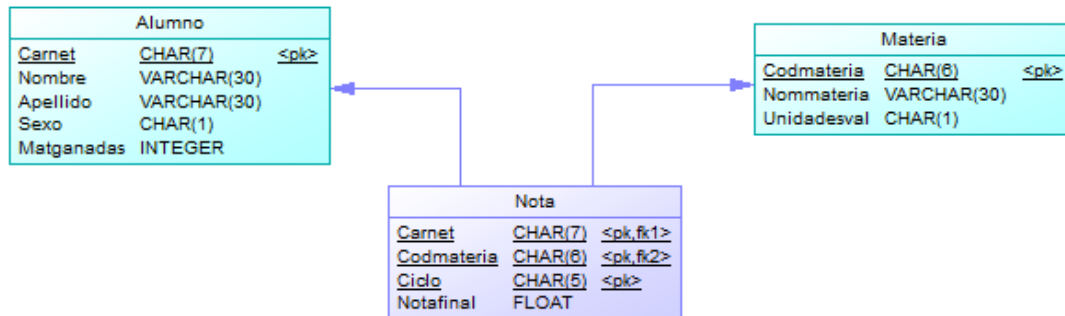 Alumno
Carnet CHAR(7) <pk>
Nombre VARCHAR(30)
Apellido VARCHAR(30)
Sexo CHAR(1)
Matganadas INTEGER
Materia
Codmateria CHAR(6) <pk>
Nommateria VARCHAR(30)
Unidadesval CHAR(1)
Nota
Carnet CHAR(7) <pk,fk1>
Codmateria CHAR(6) <pk,fk2>
Ciclo CHAR(5) <pk>
Notafinal FLOAT